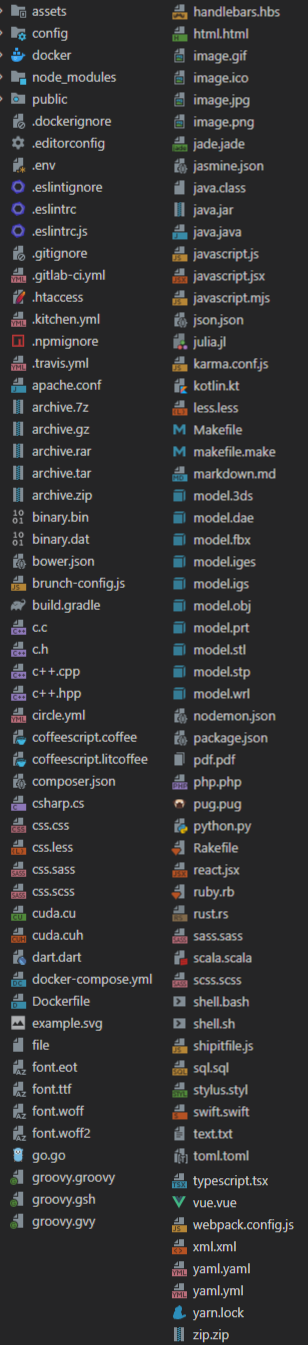 assets
config
docker
node_modules
public
.dockerignore
.editorconfig
.env
.eslintignore
.eslintrc
.eslintrc.js
.gitignore
.gitlab-ci.yml
.htaccess
.kitchen.yml
.npmignore
.travis.yml
apache.conf
archive.7z
archive.gz
archive.rar
archive.tar
archive.zip
binary.bin
binary.dat
bower.json
brunch-config.js
build.gradle
c.c
c.h
c++.cpp
c++.hpp
circle.yml
coffeescript.coffee
coffeescript.litcoffee
composer.json
csharp.cs
css.css
css.less
css.sass
css.scss
cuda.cu
cuda.cuh
dart.dart
docker-compose.yml
Dockerfile
example.svg
file
font.eot
font.ttf
font.woff
font.woff2
go.go
groovy.groovy
groovy.gsh
groovy.gvy
handlebars.hbs
html.html
image.gif
image.ico
image.jpg
image.png
jade.jade
jasmine.json
java.class
java.jar
java.java
javascript.js
javascript.jsx
javascript.mjs
json.json
julia.jl
karma.conf.js
kotlin.kt
less.less
Makefile
makefile.make
markdown.md
model.3ds
model.dae
model.fbx
model.iges
model.igs
model.obj
model.prt
model.stl
model.stp
model.wrl
nodemon.json
package.json
pdf.pdf
php.php
pug.pug
python.py
Rakefile
react.jsx
ruby.rb
rust.rs
sass.sass
scala.scala
scss.scss
shell.bash
shell.sh
shipitfile.js
sql.sql
stylus.styl
swift.swift
text.txt
toml.toml
typescript.tsx
vue.vue
webpack.config.js
xml.xml
yaml.yaml
yaml.yml
yarn.lock
zip.zip